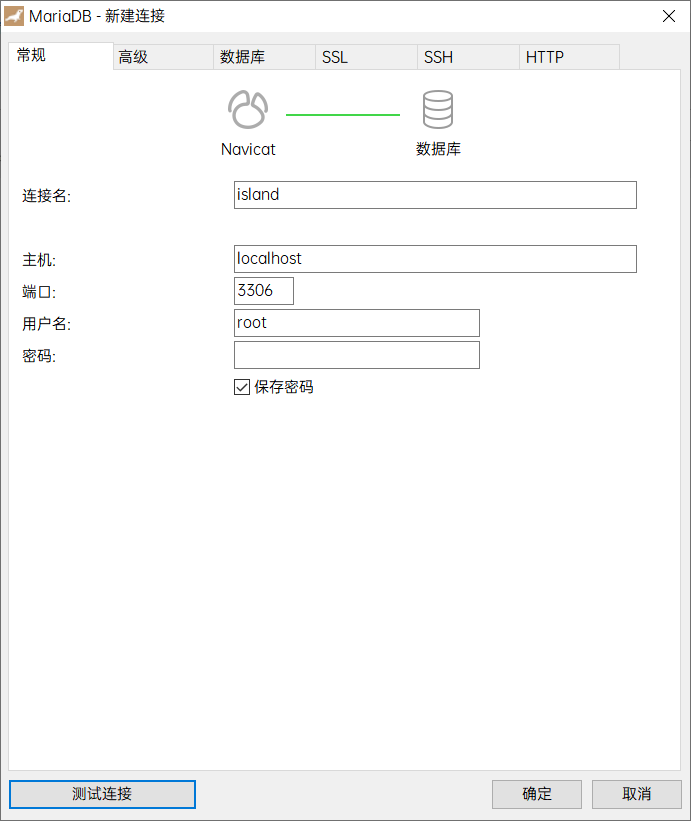 MariaDB - 新建连接
常规 高级 数据库 SSL SSH HTTP
Navicat 数据库
连接名: island
主机: localhost
端口: 3306
用户名: root
密码:
保存密码
测试连接 确定 取消